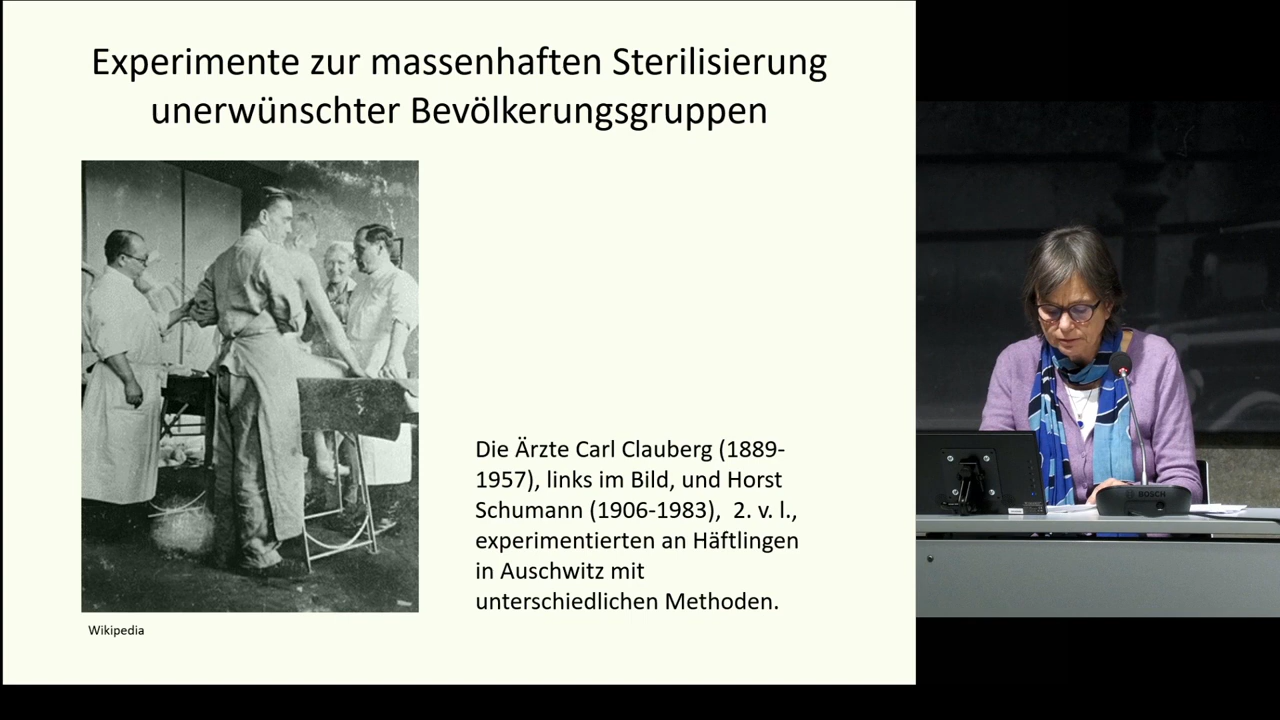 Experimente zur massenhaften Sterilisierung
unerwünschter Bevölkerungsgruppen
Die Ärzte Carl Clauberg (1889-
1957), links im Bild, und Horst
Schumann (1906-1983),  2. v. l.,
experimentierten an Häftlingen
in Auschwitz mit
unterschiedlichen Methoden.
Wikipedia
BOSCH